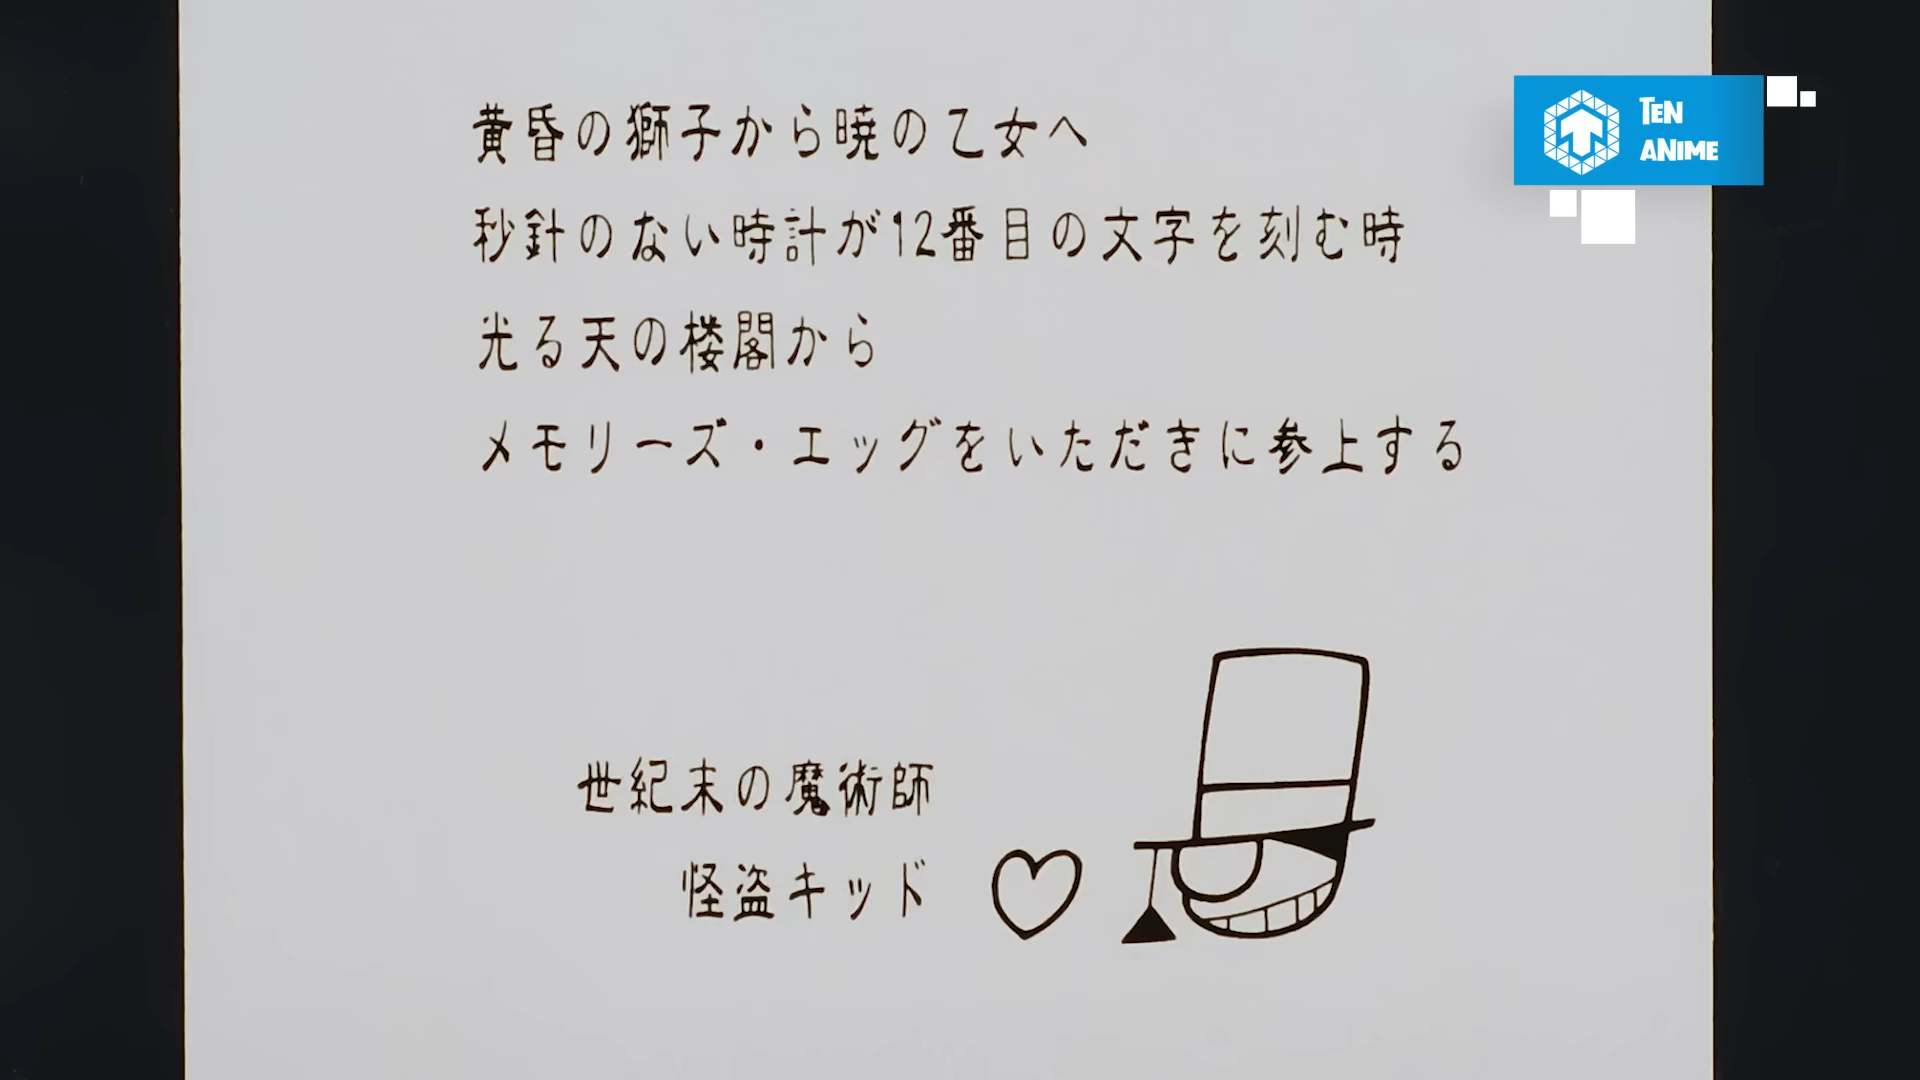 黄昏の獅子から暁の乙女へ
秒針のない時計が12番目の文字を刻む時
光る天の楼閣から
メモリーズ・エッグをいただきに参上する
世紀末の魔術師
怪盗キッド
TEN
ANIME